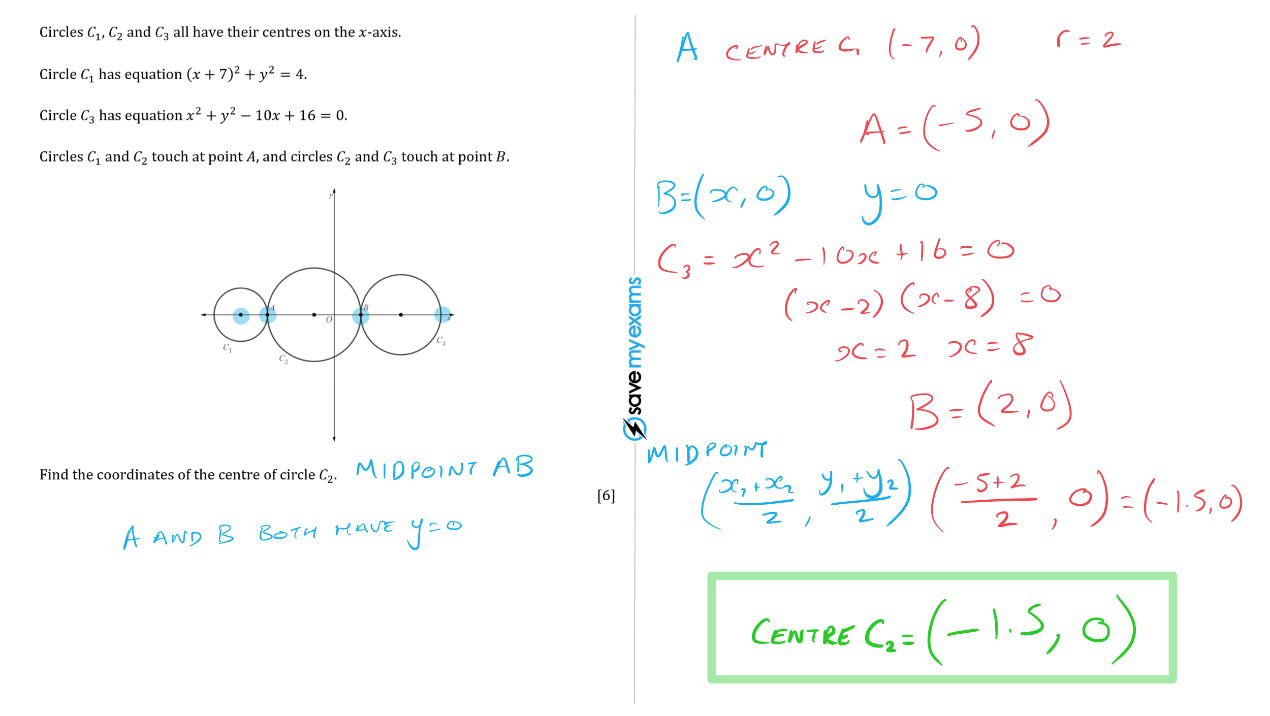 Circles C₁, C₂ and C₃ all have their centres on the x-axis.
Circle C₁ has equation (x + 7)² + y² = 4.
Circle C₃ has equation x² + y² − 10x + 16 = 0.
Circles C₁ and C₂ touch at point A, and circles C₂ and C₃ touch at point B.
y
A
B
O
x
C₁
C₂
C₃
Find the coordinates of the centre of circle C₂.
MIDPOINT AB
[6]
A AND B BOTH HAVE y=0
savemyexams
A CENTRE C₁ (-7, 0) r = 2
A = (-5, 0)
B=(x, 0) y=0
C₃ = x² - 10x + 16 = 0
(x-2) (x-8) = 0
x = 2 x = 8
B = (2, 0)
MIDPOINT
((x₁+x₂)/2, (y₁+y₂)/2) ((-5+2)/2, 0) = (-1.5, 0)
CENTRE C₂ = (-1.5, 0)